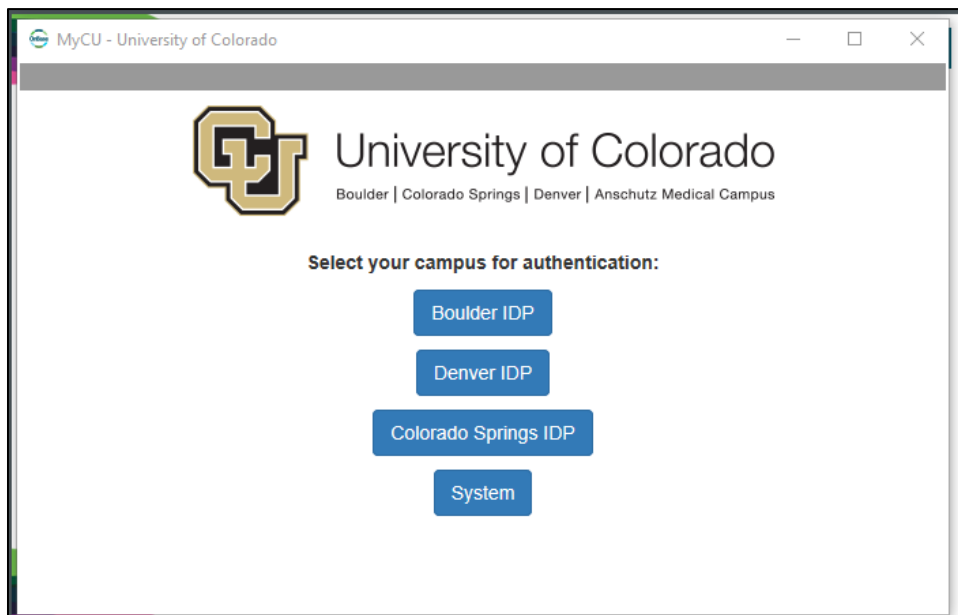 MyCU - University of Colorado
CU
University of Colorado
Boulder | Colorado Springs | Denver | Anschutz Medical Campus
Select your campus for authentication:
Boulder IDP
Denver IDP
Colorado Springs IDP
System